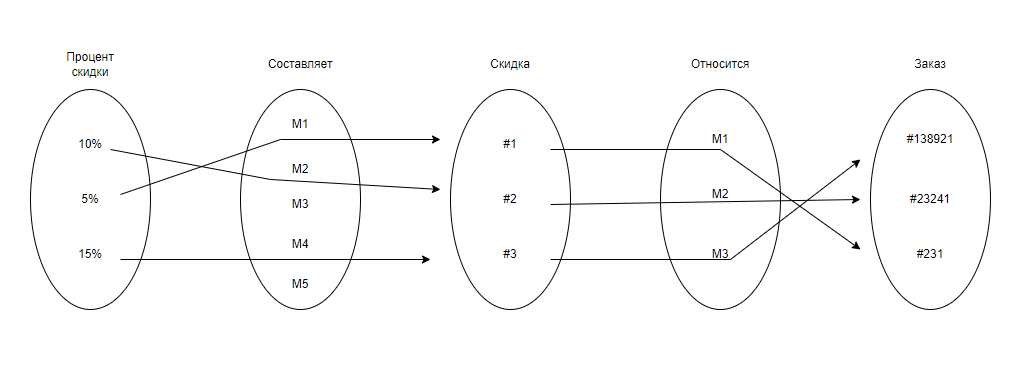 Процент
скидки
Составляет
Скидка
Относится
Заказ
10%
5%
15%
М1
М2
М3
М4
М5
#1
#2
#3
М1
М2
М3
#138921
#23241
#231